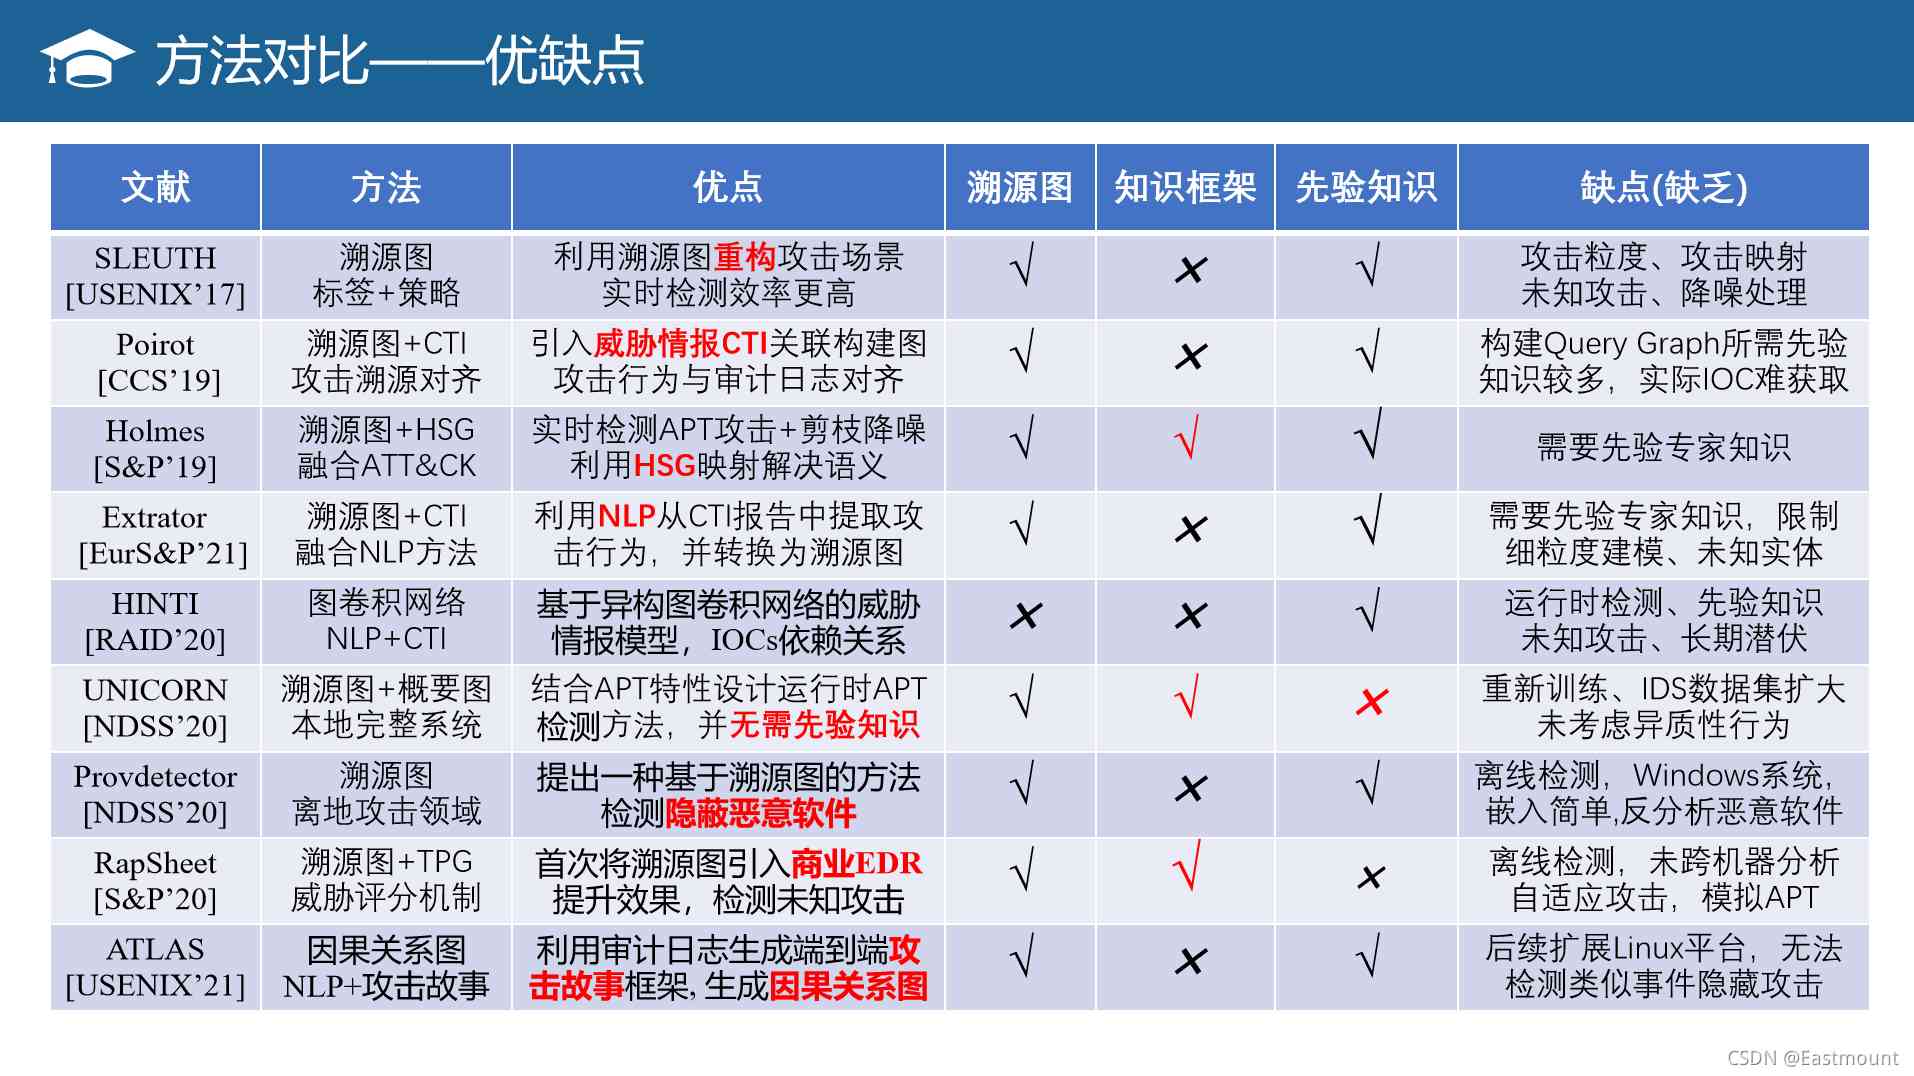 方法对比——优缺点
文献 方法 优点 溯源图 知识框架 先验知识 缺点(缺乏)
SLEUTH 溯源图 利用溯源图重构攻击场景 √ × √ 攻击粒度、攻击映射
[USENIX’17] 标签+策略 实时检测效率更高 未知攻击、降噪处理
Poirot 溯源图+CTI 引入威胁情报CTI关联构建图 √ × √ 构建Query Graph所需先验
[CCS’19] 攻击溯源对齐 攻击行为与审计日志对齐 知识较多，实际IOC难获取
Holmes 溯源图+HSG 实时检测APT攻击+剪枝降噪 √ √ √ 需要先验专家知识
[S&P’19] 融合ATT&CK 利用HSG映射解决语义
Extrator 溯源图+CTI 利用NLP从CTI报告中提取攻 √ × √ 需要先验专家知识，限制
[EurS&P’21] 融合NLP方法 击行为，并转换为溯源图 细粒度建模、未知实体
HINTI 图卷积网络 基于异构图卷积网络的威胁 × × √ 运行时检测、先验知识
[RAID’20] NLP+CTI 情报模型，IOCs依赖关系 未知攻击、长期潜伏
UNICORN 溯源图+概要图 结合APT特性设计运行时APT √ √ × 重新训练、IDS数据集扩大
[NDSS’20] 本地完整系统 检测方法，并无需先验知识 未考虑异质性行为
Provdetector 溯源图 提出一种基于溯源图的方法 √ × √ 离线检测，Windows系统，
[NDSS’20] 离地攻击领域 检测隐蔽恶意软件 嵌入简单,反分析恶意软件
RapSheet 溯源图+TPG 首次将溯源图引入商业EDR √ √ × 离线检测，未跨机器分析
[S&P’20] 威胁评分机制 提升效果，检测未知攻击 自适应攻击，模拟APT
ATLAS 因果关系图 利用审计日志生成端到端攻 √ × √ 后续扩展Linux平台，无法
[USENIX’21] NLP+攻击故事 击故事框架, 生成因果关系图 检测类似事件隐藏攻击
CSDN @Eastmount